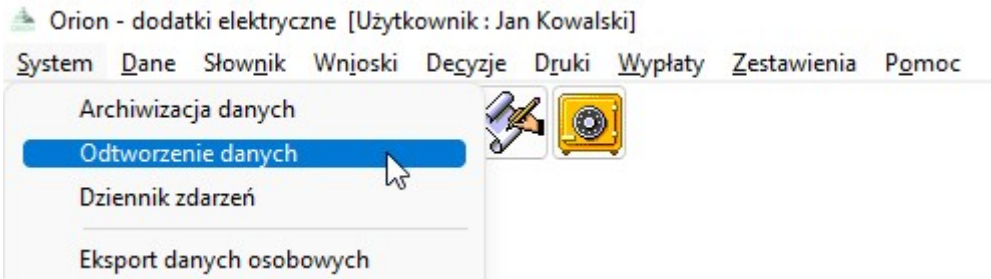 Orion - dodatki elektryczne [Użytkownik : Jan Kowalski]
System Dane Słownik Wnioski Decyzje Druki Wypłaty Zestawienia Pomoc
Archiwizacja danych
Odtworzenie danych
Dziennik zdarzeń
Eksport danych osobowych